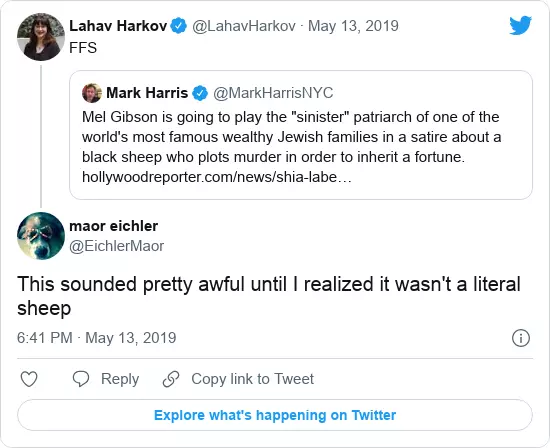 Lahav Harkov @LahavHarkov · May 13, 2019
FFS
Mark Harris @MarkHarrisNYC
Mel Gibson is going to play the "sinister" patriarch of one of the
world's most famous wealthy Jewish families in a satire about a
black sheep who plots murder in order to inherit a fortune.
hollywoodreporter.com/news/shia-labe…
maor eichler
@EichlerMaor
This sounded pretty awful until I realized it wasn't a literal
sheep
6:41 PM · May 13, 2019
Reply Copy link to Tweet
Explore what's happening on Twitter